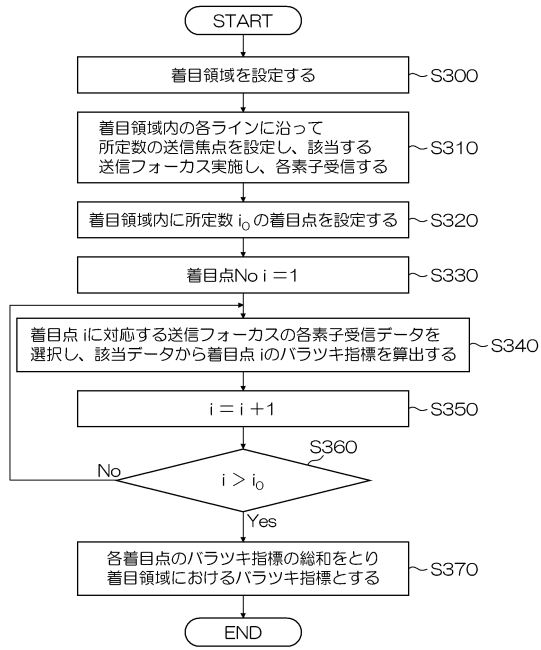 START
着目領域を設定する
S300
着目領域内の各ラインに沿って
所定数の送信焦点を設定し、該当する
送信フォーカス実施し、各素子受信する
S310
着目領域内に所定数 i₀ の着目点を設定する
S320
着目点No i = 1
S330
着目点 iに対応する送信フォーカスの各素子受信データを
選択し、該当データから着目点 iのバラツキ指標を算出する
S340
i = i +1
S350
S360
i > i₀
No
Yes
各着目点のバラツキ指標の総和をとり
着目領域におけるバラツキ指標とする
S370
END